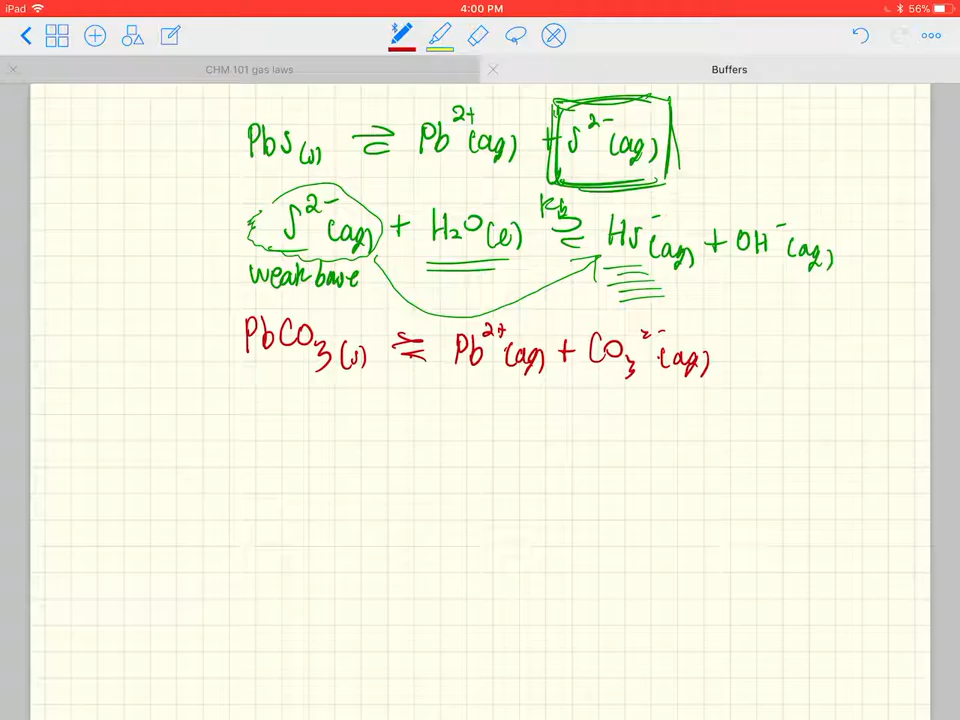 iPad 4:00 PM 56%
CHM 101 gas laws Buffers
PbS(s) ⇌ Pb²⁺(aq) + S²⁻(aq)
Kb
S²⁻(aq) + H₂O(l) ⇌ HS⁻(aq) + OH⁻(aq)
weak base
PbCO₃(s) ⇌ Pb²⁺(aq) + CO₃²⁻(aq)